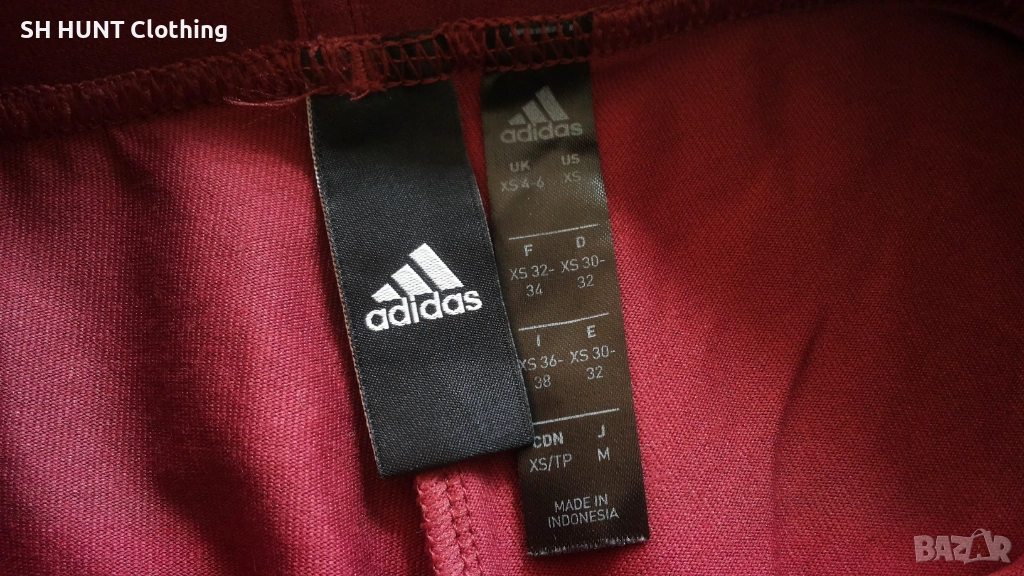 SH HUNT Clothing
adidas
adidas
UK US
XS 4-6 XS
F D
XS 32- XS 30-
34 32
I E
XS 36- XS 30-
38 32
CDN J
XS/TP M
MADE IN
INDONESIA
BAZAR